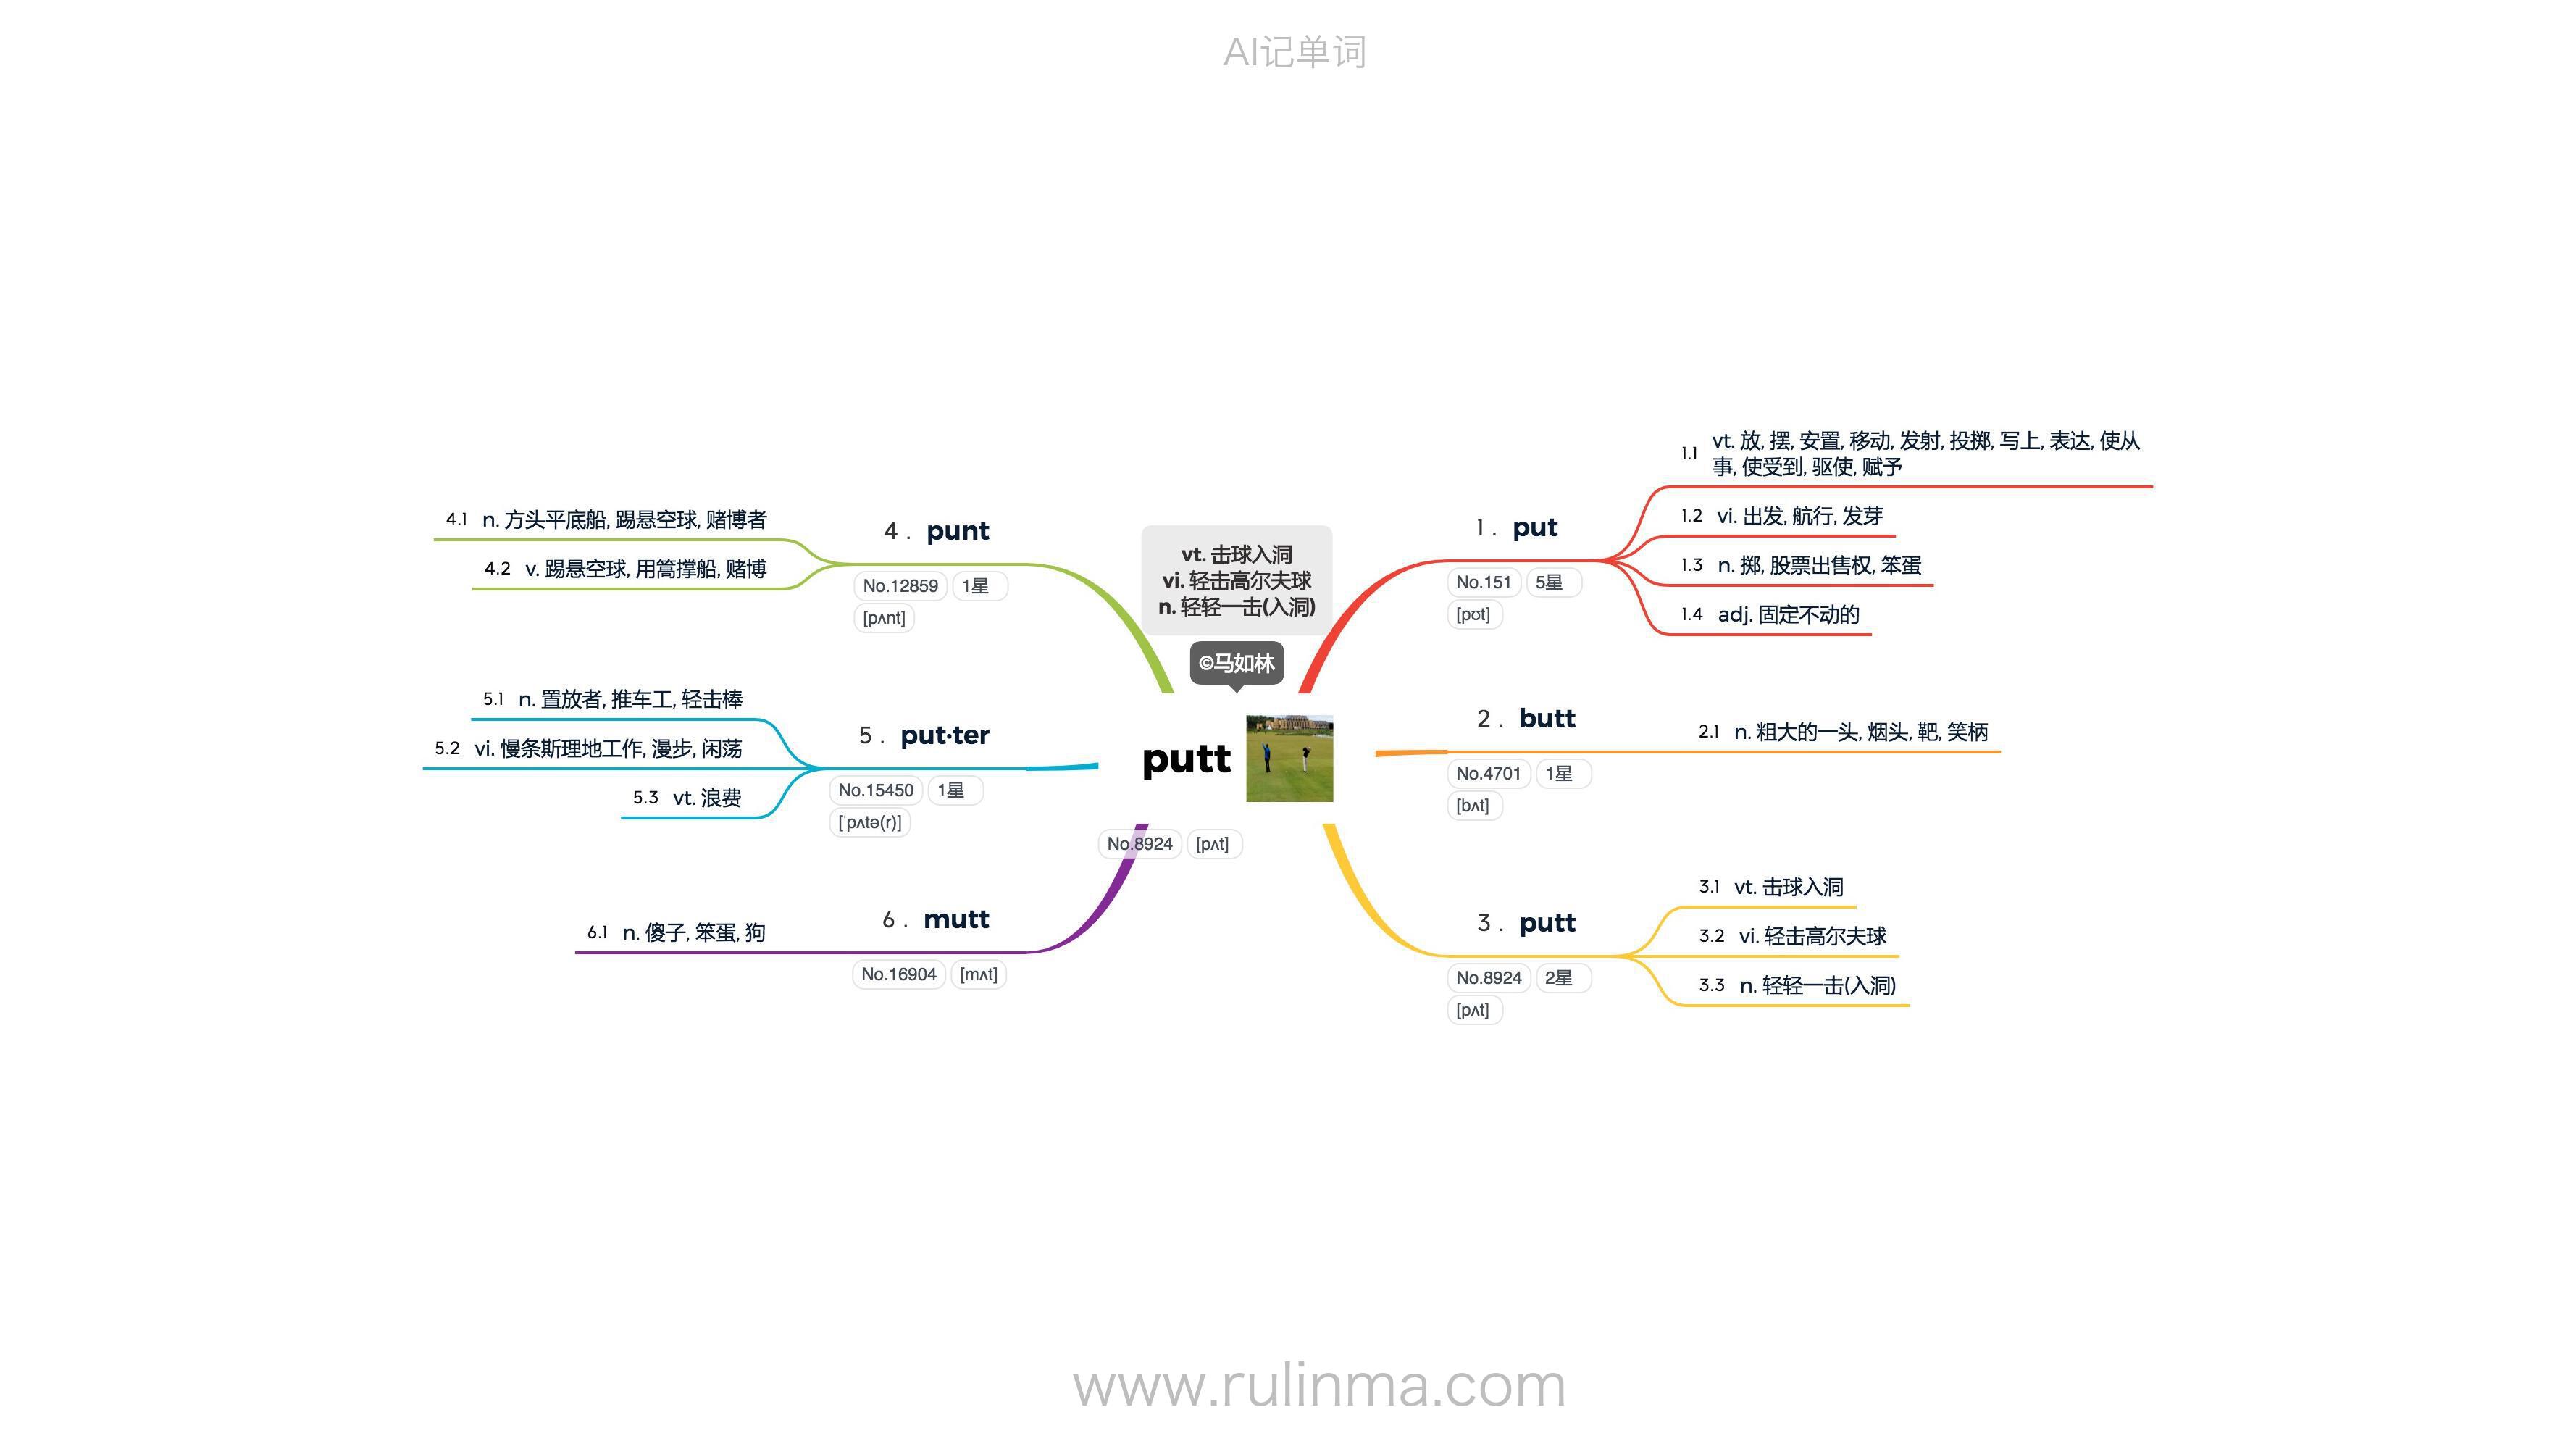 AI记单词
vt. 击球入洞
vi. 轻击高尔夫球
n. 轻轻一击(入洞)
©马如林
putt
No.8924 [pʌt]
1. put
No.151 5星
[pʊt]
1.1 vt. 放, 摆, 安置, 移动, 发射, 投掷, 写上, 表达, 使从
事, 使受到, 驱使, 赋予
1.2 vi. 出发, 航行, 发芽
1.3 n. 掷, 股票出售权, 笨蛋
1.4 adj. 固定不动的
2. butt
No.4701 1星
[bʌt]
2.1 n. 粗大的一头, 烟头, 靶, 笑柄
3. putt
No.8924 2星
[pʌt]
3.1 vt. 击球入洞
3.2 vi. 轻击高尔夫球
3.3 n. 轻轻一击(入洞)
4. punt
No.12859 1星
[pʌnt]
4.1 n. 方头平底船, 踢悬空球, 赌博者
4.2 v. 踢悬空球, 用篙撑船, 赌博
5. put·ter
No.15450 1星
[ˈpʌtə(r)]
5.1 n. 置放者, 推车工, 轻击棒
5.2 vi. 慢条斯理地工作, 漫步, 闲荡
5.3 vt. 浪费
6. mutt
No.16904 [mʌt]
6.1 n. 傻子, 笨蛋, 狗
www.rulinma.com